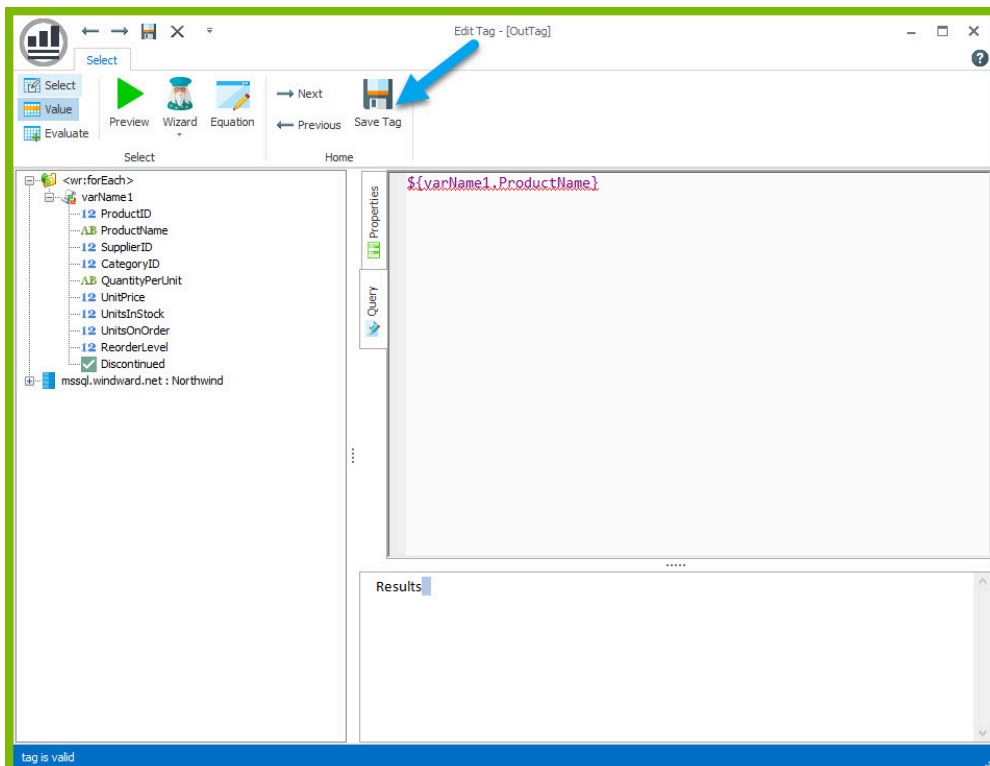 Edit Tag - [OutTag]
Select
Select
Value
Evaluate
Preview
Wizard
Equation
Next
Previous
Save Tag
Select
Home
<wr:forEach>
varName1
12 ProductID
AB ProductName
12 SupplierID
12 CategoryID
AB QuantityPerUnit
12 UnitPrice
12 UnitsInStock
12 UnitsOnOrder
12 ReorderLevel
Discontinued
mssql.windward.net : Northwind
Properties
Query
${varName1.ProductName}
Results
tag is valid